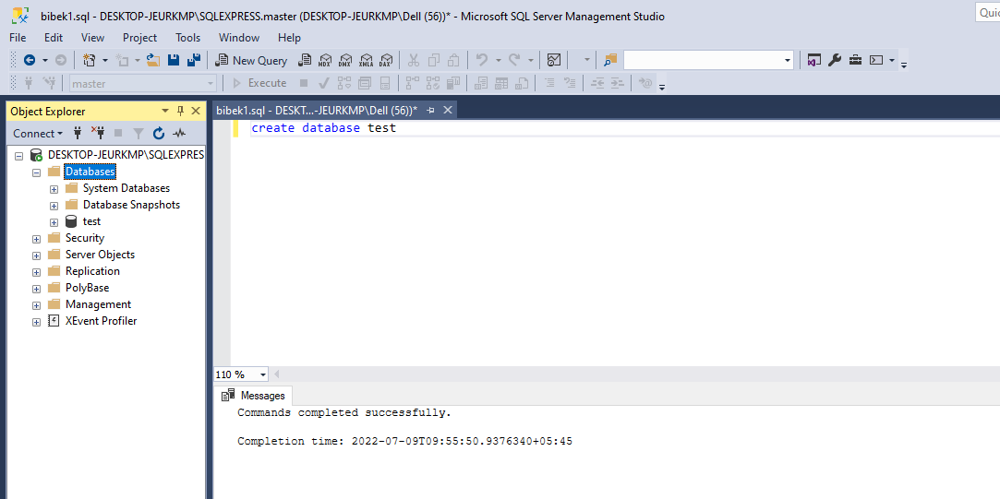 bibek1.sql - DESKTOP-JEURKMP\SQLEXPRESS.master (DESKTOP-JEURKMP\Dell (56))* - Microsoft SQL Server Management Studio
Quic
File Edit View Project Tools Window Help
New Query MDX DMX XMLA DAX
master Execute
Object Explorer
bibek1.sql - DESKT...-JEURKMP\Dell (56))*
Connect
create database test
DESKTOP-JEURKMP\SQLEXPRES
Databases
System Databases
Database Snapshots
test
Security
Server Objects
Replication
PolyBase
Management
XEvent Profiler
110 %
Messages
Commands completed successfully.
Completion time: 2022-07-09T09:55:50.9376340+05:45